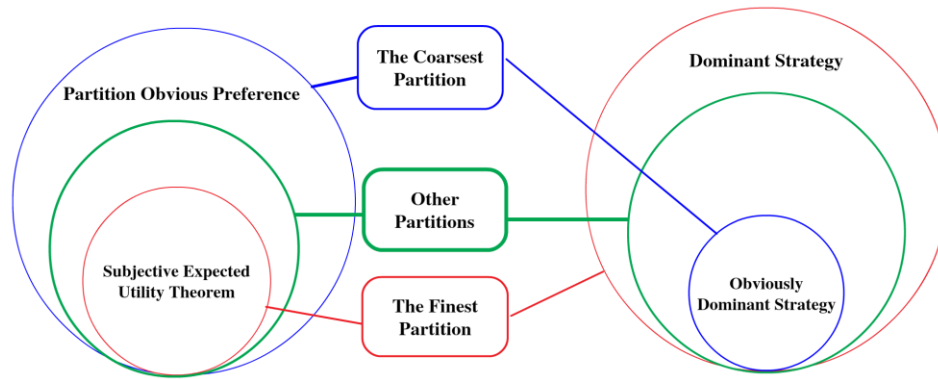 Partition Obvious Preference
Subjective Expected
Utility Theorem
The Coarsest
Partition
Other
Partitions
The Finest
Partition
Dominant Strategy
Obviously
Dominant Strategy